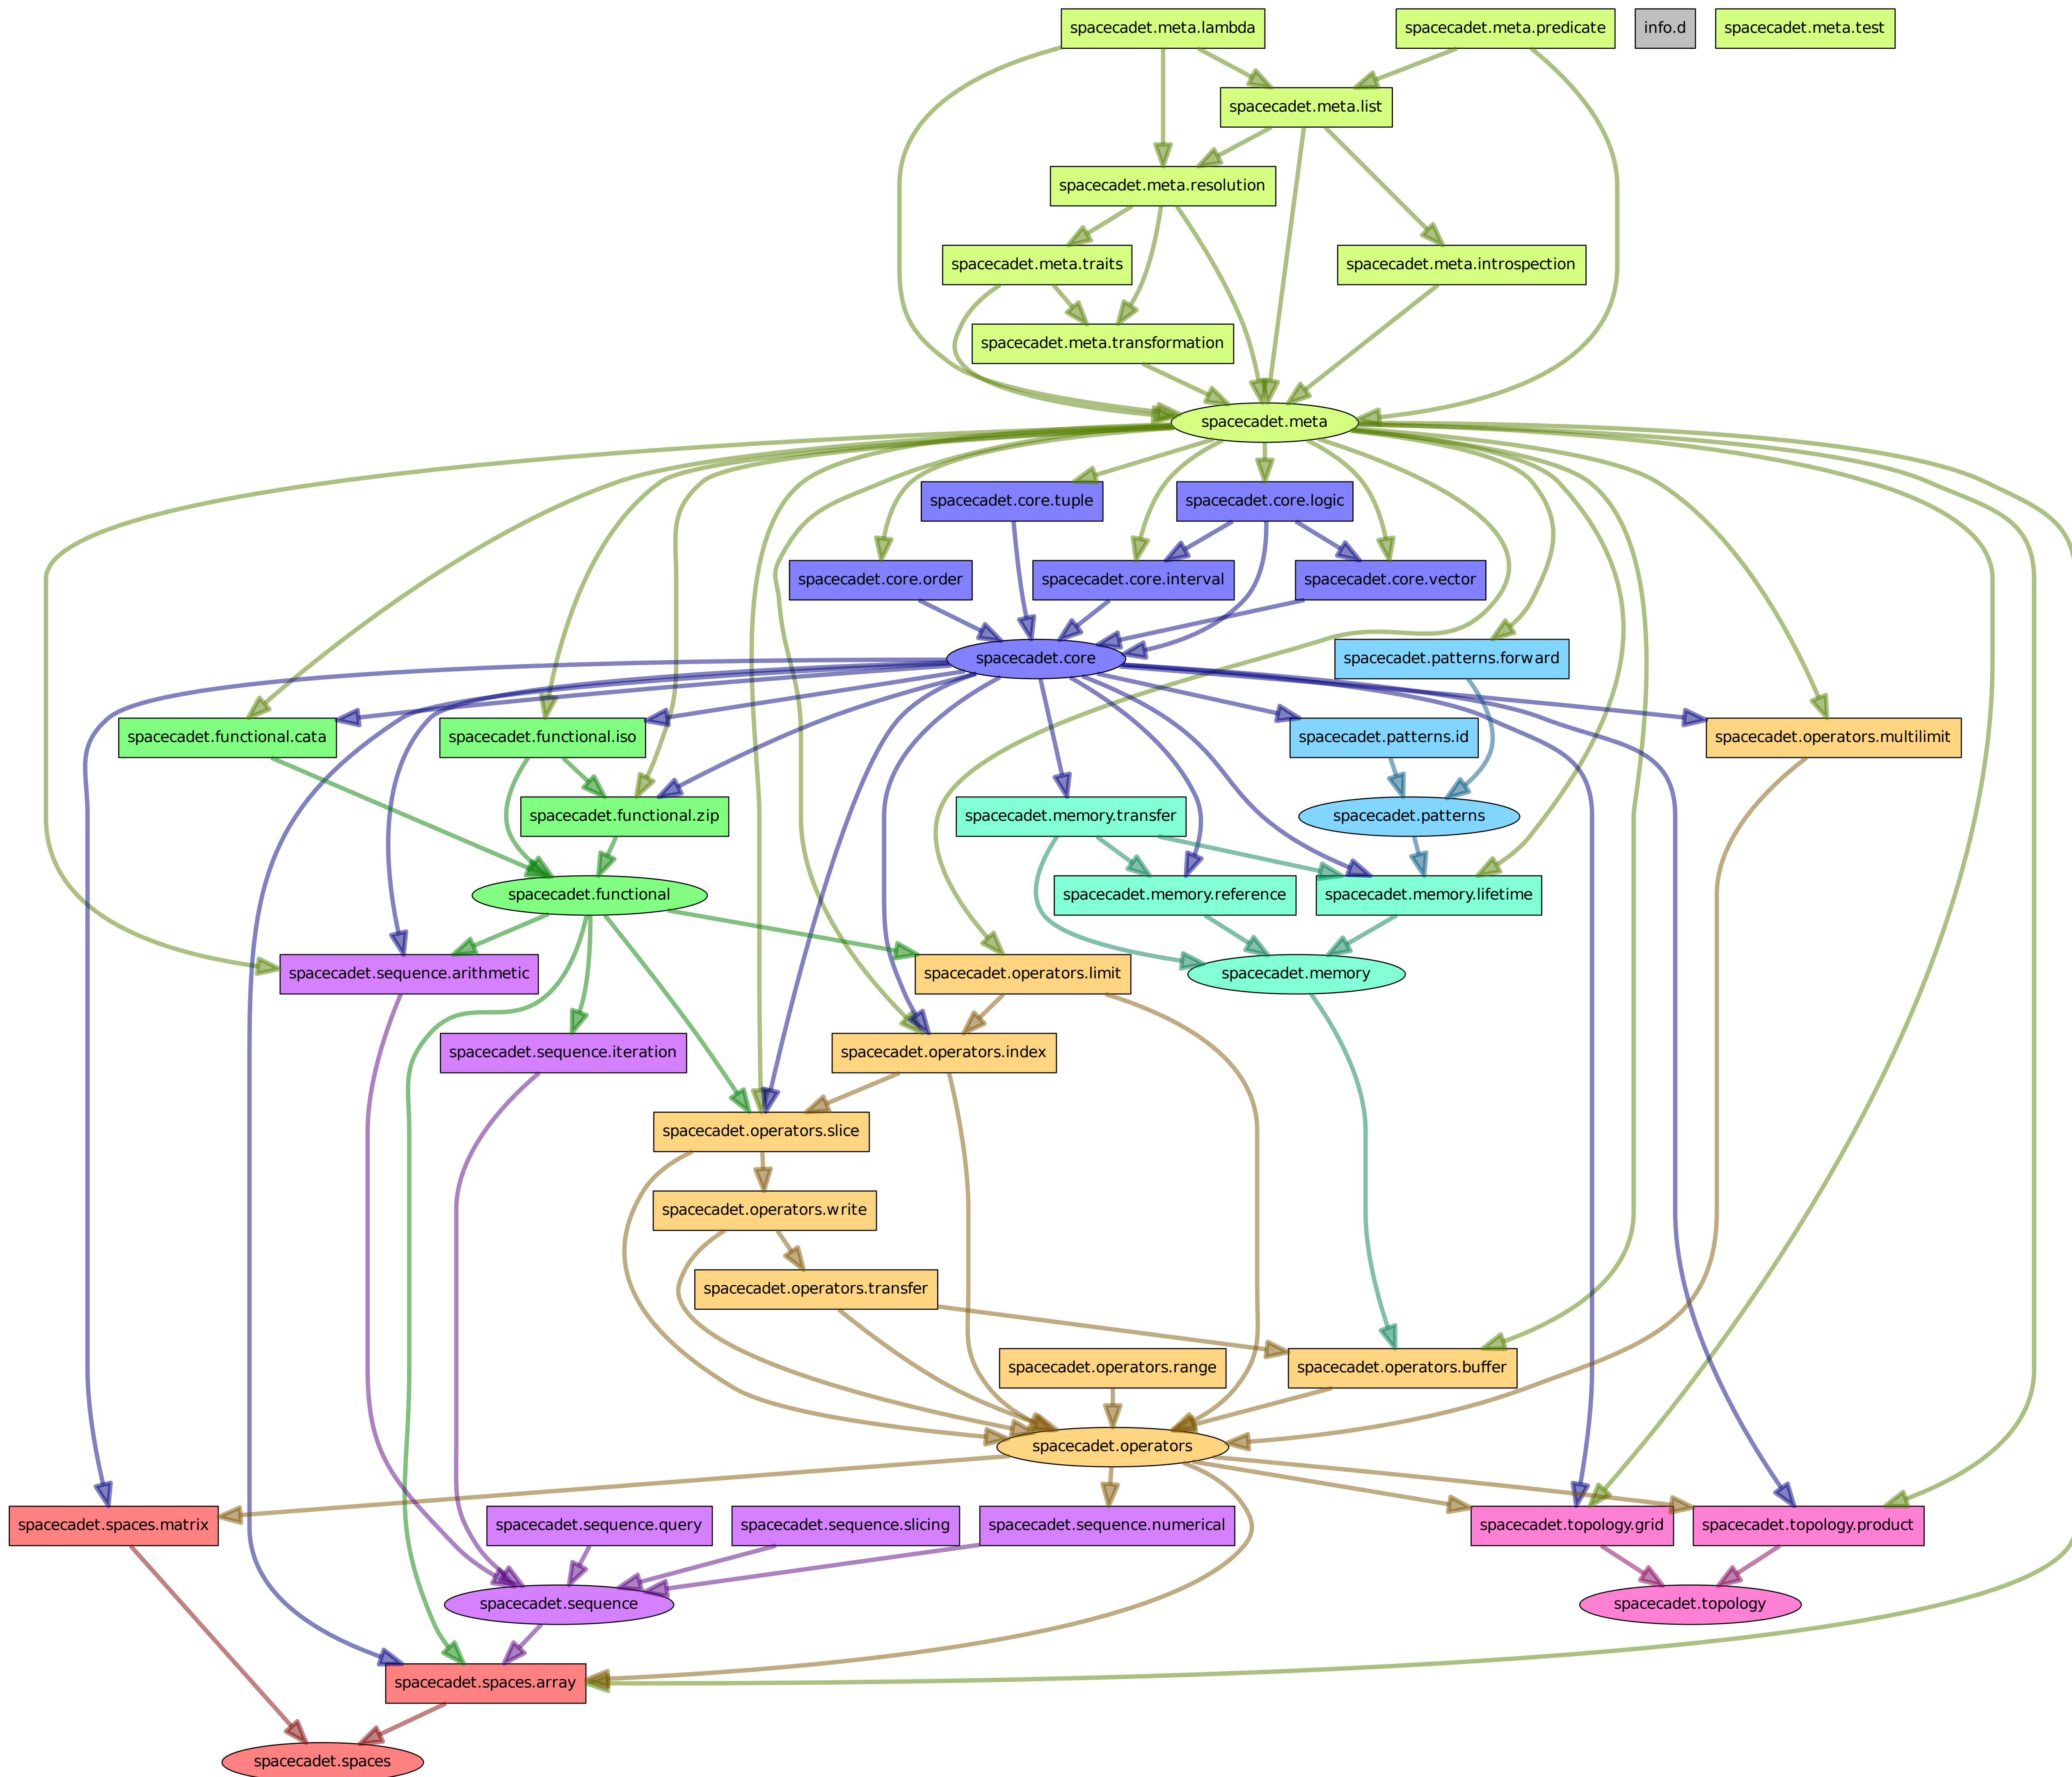 spacecadet.meta.lambda
spacecadet.meta.predicate
info.d
spacecadet.meta.test
spacecadet.meta.list
spacecadet.meta.resolution
spacecadet.meta.traits
spacecadet.meta.introspection
spacecadet.meta.transformation
spacecadet.meta
spacecadet.core.tuple
spacecadet.core.logic
spacecadet.core.order
spacecadet.core.interval
spacecadet.core.vector
spacecadet.core
spacecadet.patterns.forward
spacecadet.functional.cata
spacecadet.functional.iso
spacecadet.patterns.id
spacecadet.operators.multilimit
spacecadet.functional.zip
spacecadet.memory.transfer
spacecadet.patterns
spacecadet.functional
spacecadet.memory.reference
spacecadet.memory.lifetime
spacecadet.sequence.arithmetic
spacecadet.operators.limit
spacecadet.memory
spacecadet.sequence.iteration
spacecadet.operators.index
spacecadet.operators.slice
spacecadet.operators.write
spacecadet.operators.transfer
spacecadet.operators.range
spacecadet.operators.buffer
spacecadet.operators
spacecadet.spaces.matrix
spacecadet.sequence.query
spacecadet.sequence.slicing
spacecadet.sequence.numerical
spacecadet.topology.grid
spacecadet.topology.product
spacecadet.sequence
spacecadet.topology
spacecadet.spaces.array
spacecadet.spaces